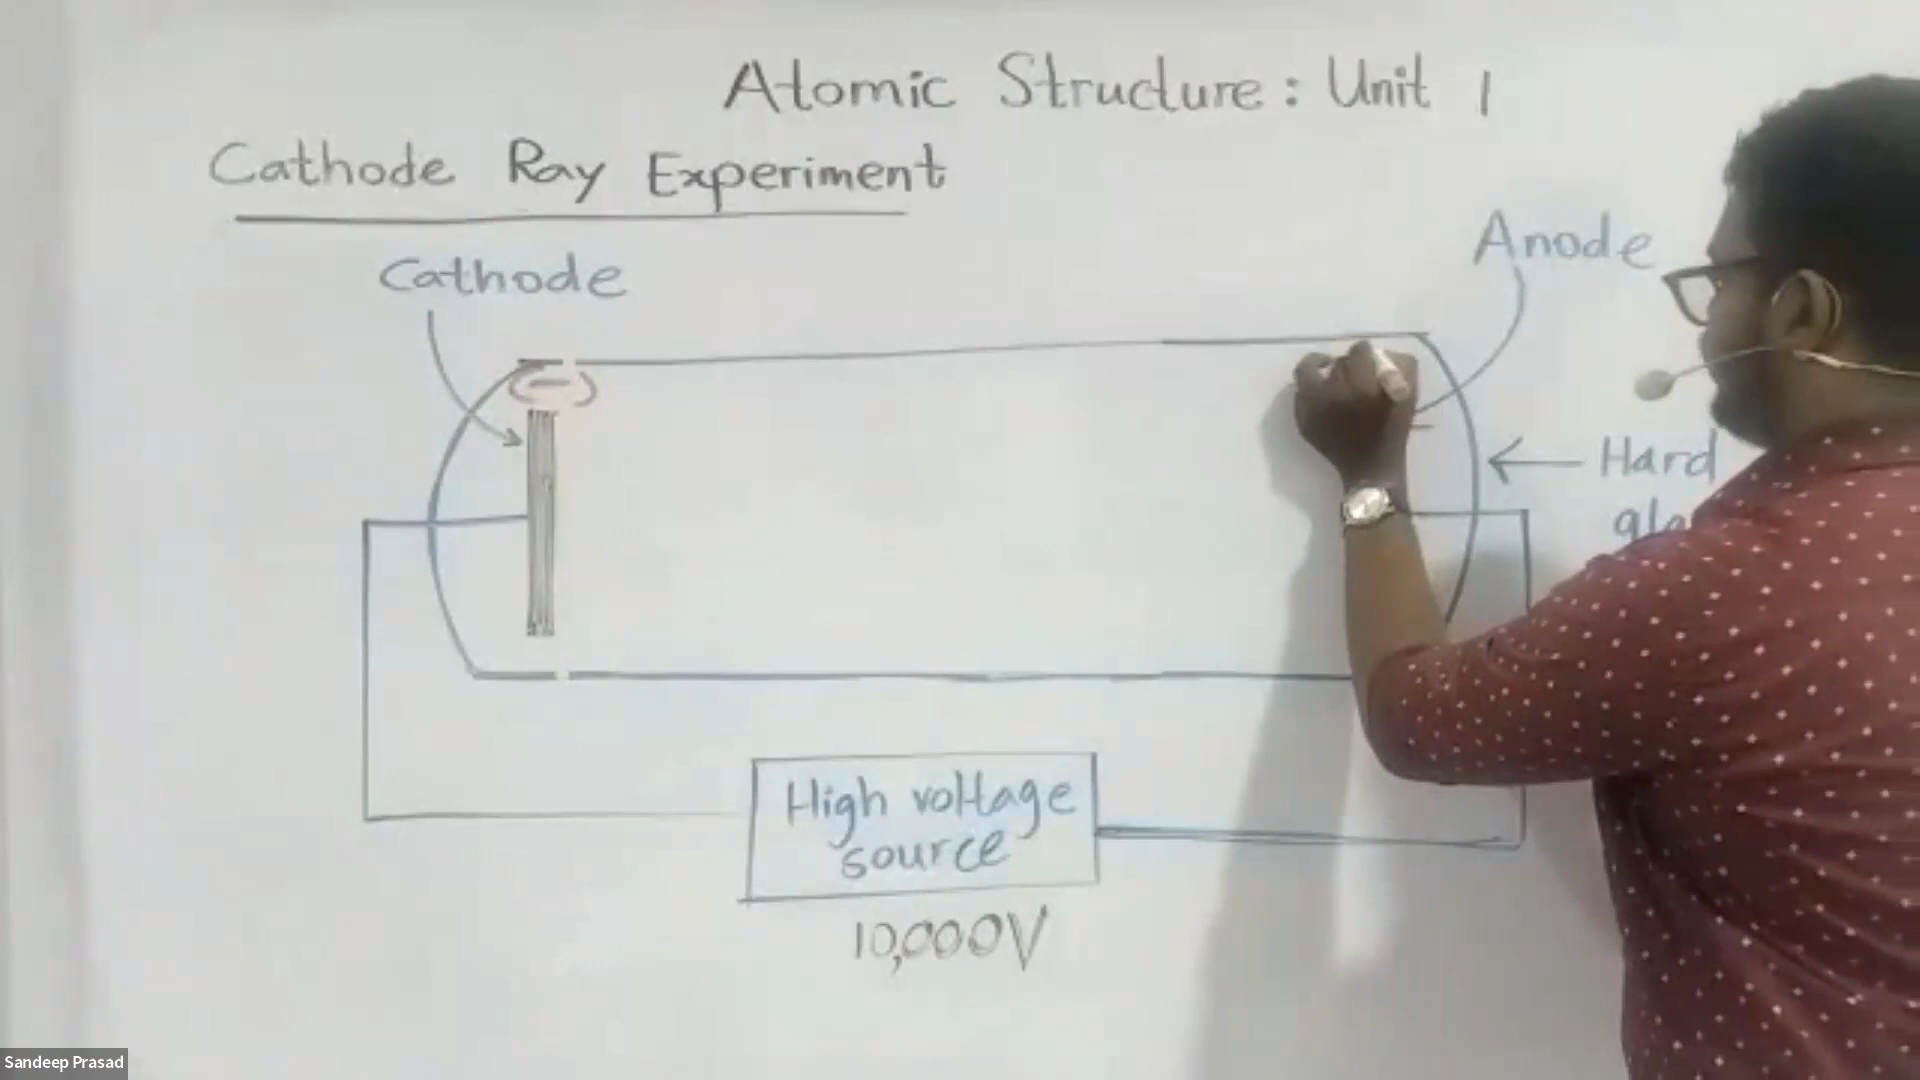 Atomic Structure: Unit 1
Cathode Ray Experiment
Cathode
Anode
Hard
High voltage
source
10,000V
Sandeep Prasad